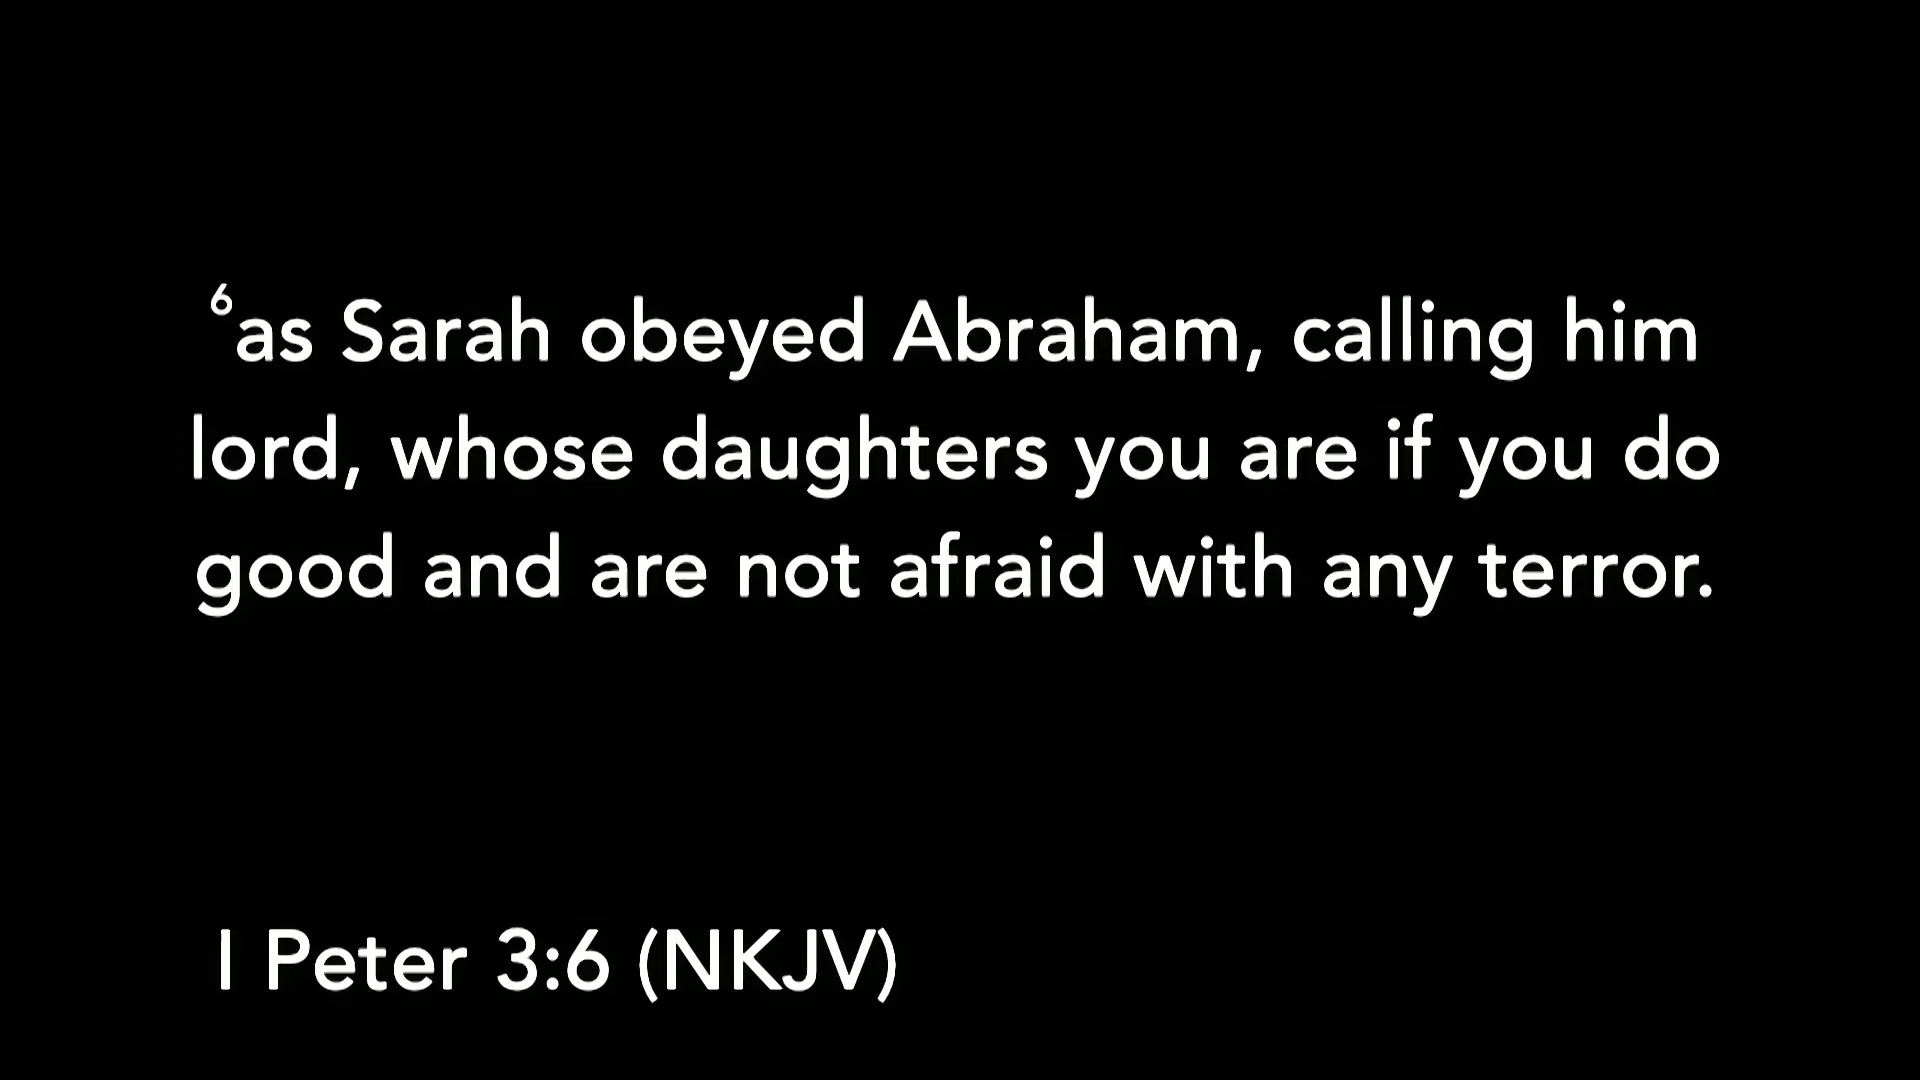 ⁶as Sarah obeyed Abraham, calling him
lord, whose daughters you are if you do
good and are not afraid with any terror.
I Peter 3:6 (NKJV)